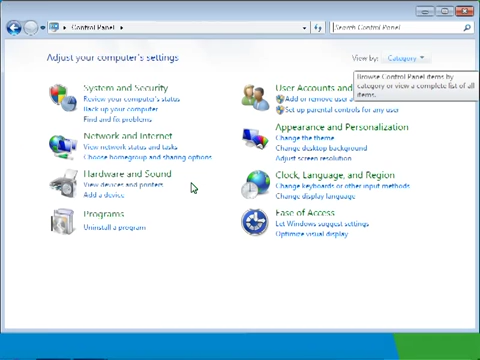 Control Panel
Search Control Panel
Adjust your computer's settings
View by: Category
Browse Control Panel items by
category or view a complete list of all
items.
System and Security
Review your computer's status
Back up your computer
Find and fix problems
Network and Internet
View network status and tasks
Choose homegroup and sharing options
Hardware and Sound
View devices and printers
Add a device
Programs
Uninstall a program
User Accounts and
Add or remove user a
Set up parental controls for any user
Appearance and Personalization
Change the theme
Change desktop background
Adjust screen resolution
Clock, Language, and Region
Change keyboards or other input methods
Change display language
Ease of Access
Let Windows suggest settings
Optimize visual display